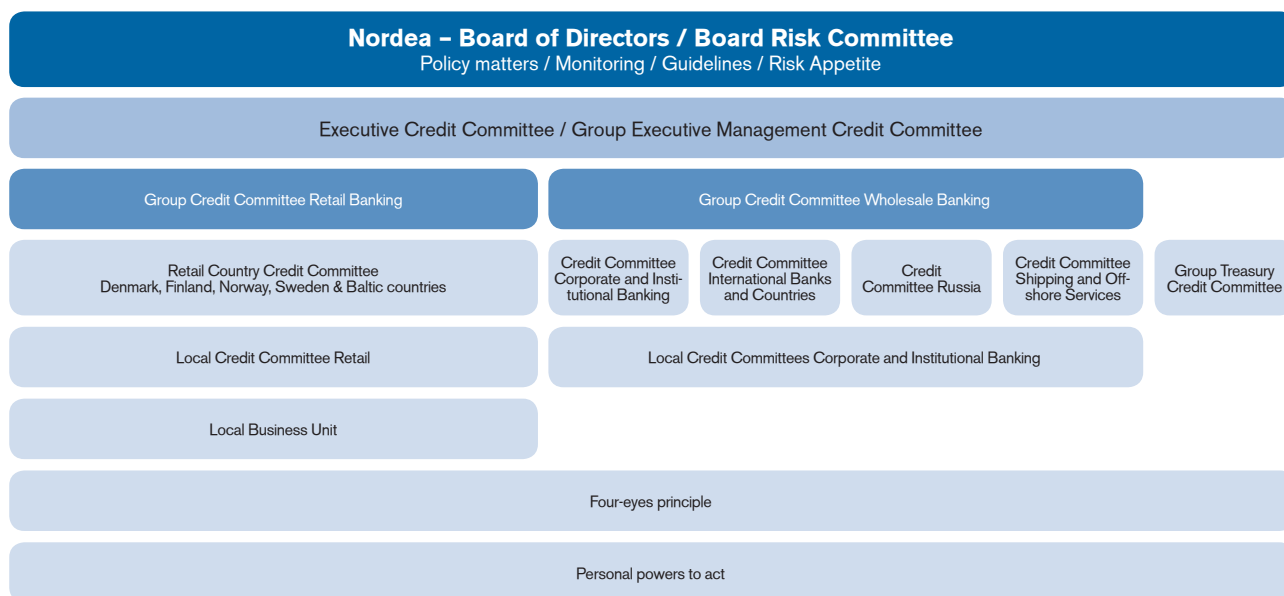 Nordea – Board of Directors / Board Risk Committee
Policy matters / Monitoring / Guidelines / Risk Appetite
Executive Credit Committee / Group Executive Management Credit Committee
Group Credit Committee Retail Banking
Group Credit Committee Wholesale Banking
Retail Country Credit Committee
Denmark, Finland, Norway, Sweden & Baltic countries
Credit Committee
Corporate and Insti-
tutional Banking
Credit Committee
International Banks
and Countries
Credit
Committee Russia
Credit Committee
Shipping and Off-
shore Services
Group Treasury
Credit Committee
Local Credit Committee Retail
Local Credit Committees Corporate and Institutional Banking
Local Business Unit
Four-eyes principle
Personal powers to act